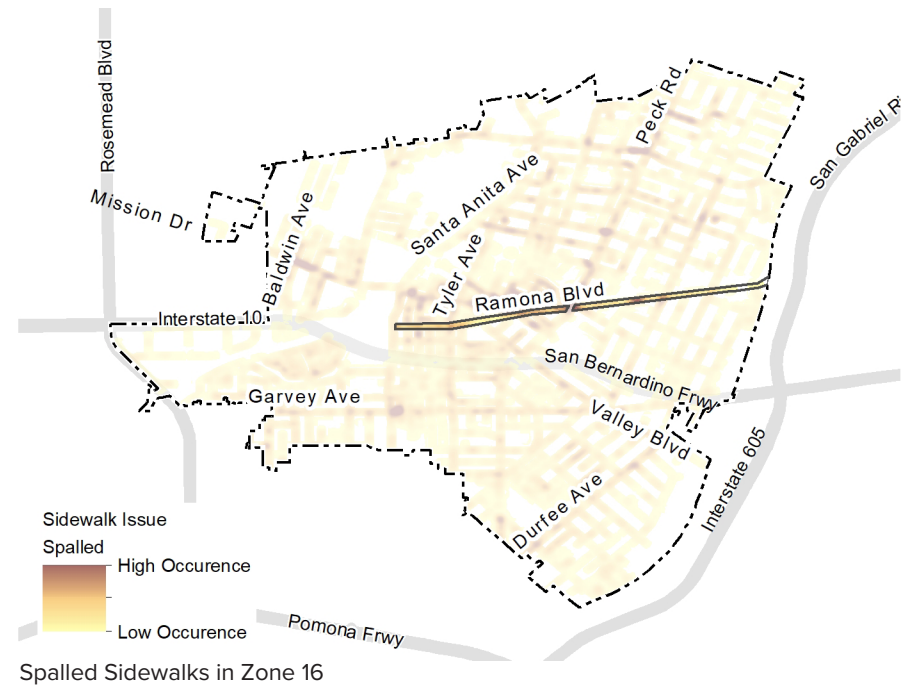 Rosemead Blvd
Peck Rd
San Gabriel Ri
Mission Dr
Santa Anita Ave
Baldwin Ave
Tyler Ave
Ramona Blvd
Interstate 10
San Bernardino Frwy
Garvey Ave
Valley Blvd
Interstate 605
Durfee Ave
Sidewalk Issue
Spalled
High Occurence
Low Occurence
Pomona Frwy
Spalled Sidewalks in Zone 16